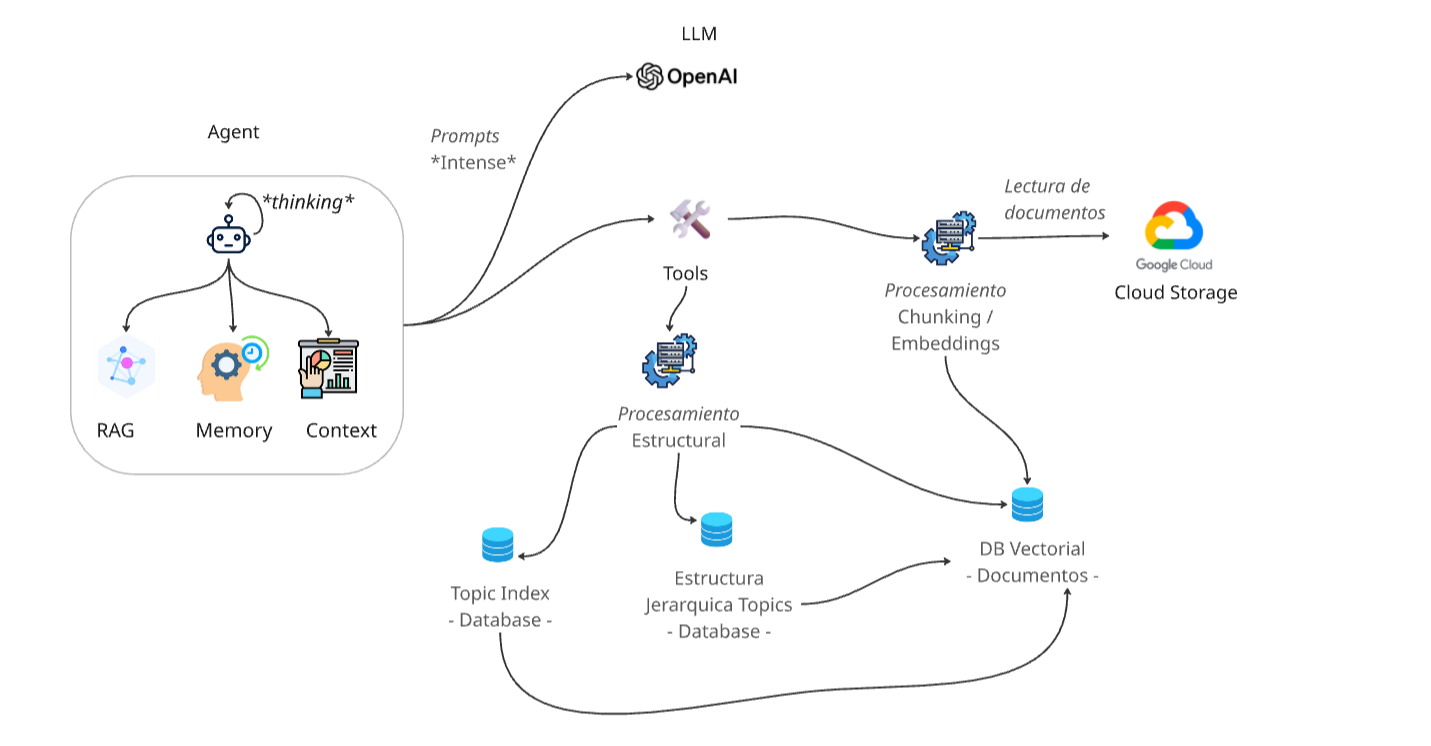 LLM
OpenAI
Agent
Prompts
*Intense*
*thinking*
Lectura de
documentos
Google Cloud
Cloud Storage
Tools
Procesamiento
Chunking /
Embeddings
RAG
Memory
Context
Procesamiento
Estructural
DB Vectorial
- Documentos -
Topic Index
- Database -
Estructura
Jerarquica Topics
- Database -